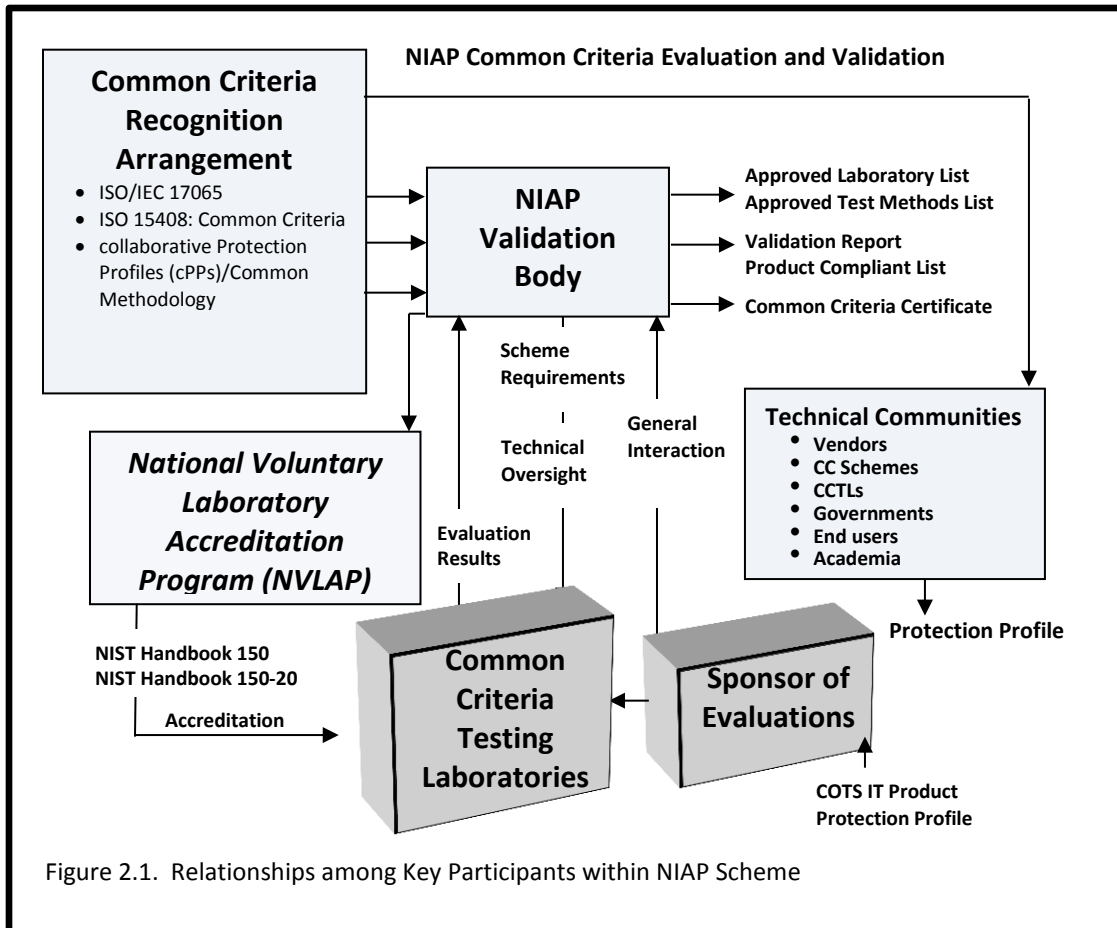 NIAP Common Criteria Evaluation and Validation
Common Criteria
Recognition
Arrangement
• ISO/IEC 17065
• ISO 15408: Common Criteria
• collaborative Protection
Profiles (cPPs)/Common
Methodology
NIAP
Validation
Body
Approved Laboratory List
Approved Test Methods List
Validation Report
Product Compliant List
Common Criteria Certificate
Scheme
Requirements
Technical
Oversight
General
Interaction
Evaluation
Results
Technical Communities
• Vendors
• CC Schemes
• CCTLs
• Governments
• End users
• Academia
Protection Profile
National Voluntary
Laboratory
Accreditation
Program (NVLAP)
NIST Handbook 150
NIST Handbook 150-20
Accreditation
Common
Criteria
Testing
Laboratories
Sponsor of
Evaluations
COTS IT Product
Protection Profile
Figure 2.1. Relationships among Key Participants within NIAP Scheme